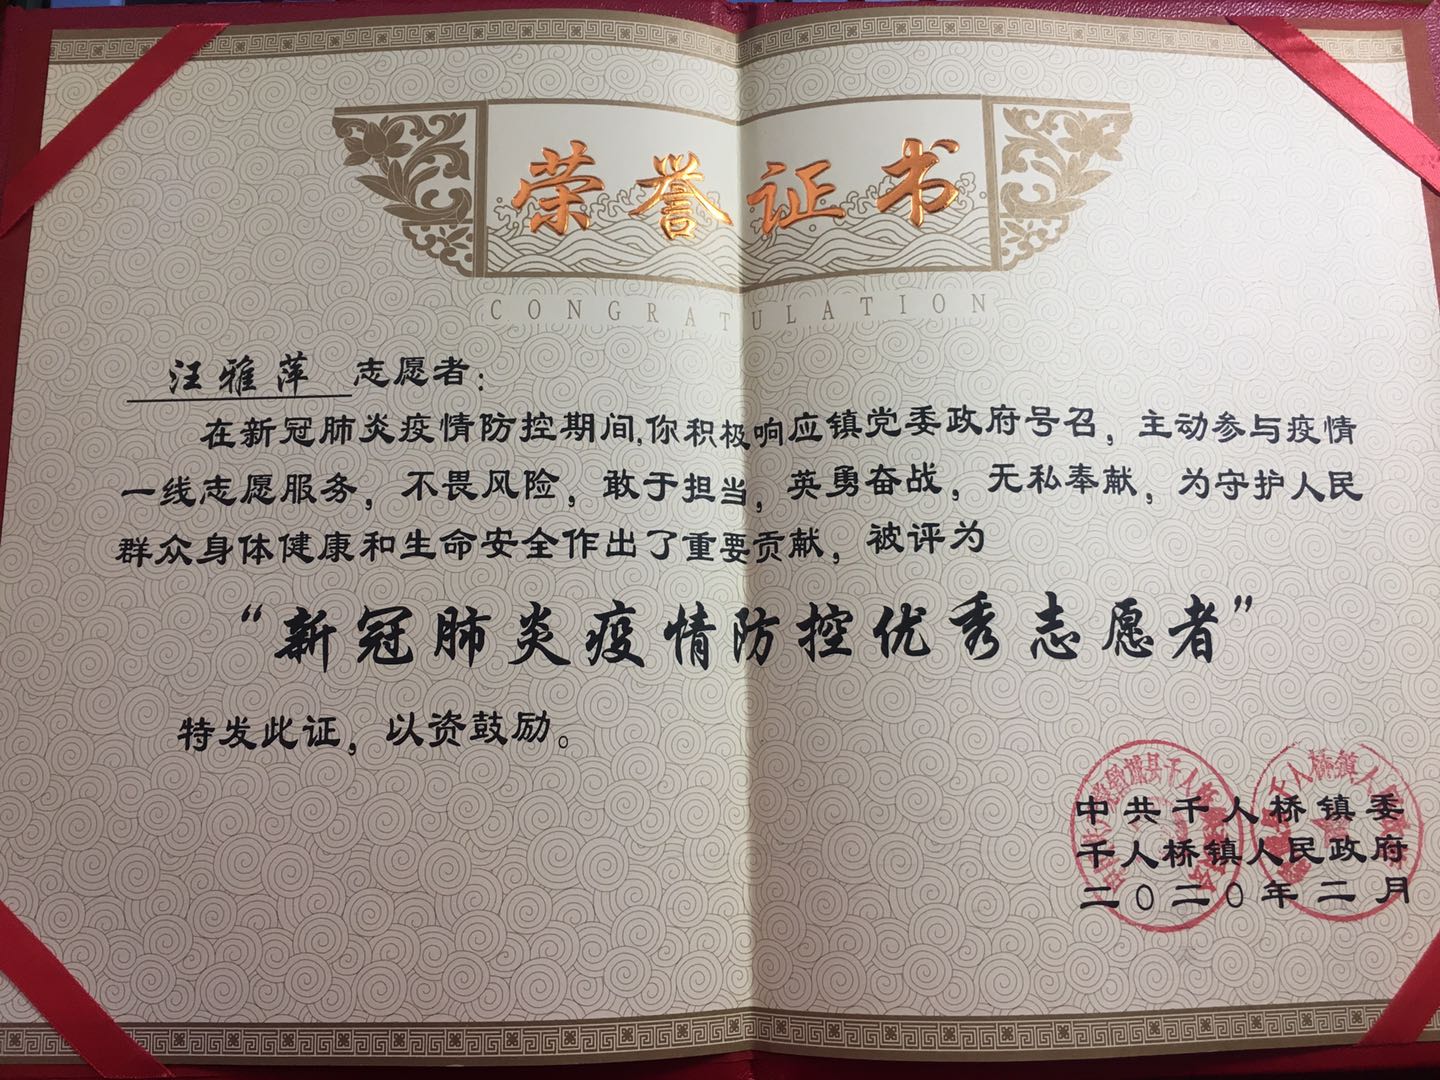 荣誉证书
CONGRATULATION
汪雅萍 志愿者：
在新冠肺炎疫情防控期间,你积极响应镇党委政府号召，主动参与疫情
一线志愿服务，不畏风险，敢于担当，英勇奋战，无私奉献，为守护人民
群众身体健康和生命安全作出了重要贡献，被评为
“新冠肺炎疫情防控优秀志愿者”
特发此证，以资鼓励。
中共千人桥镇委
千人桥镇人民政府
二〇二〇年二月